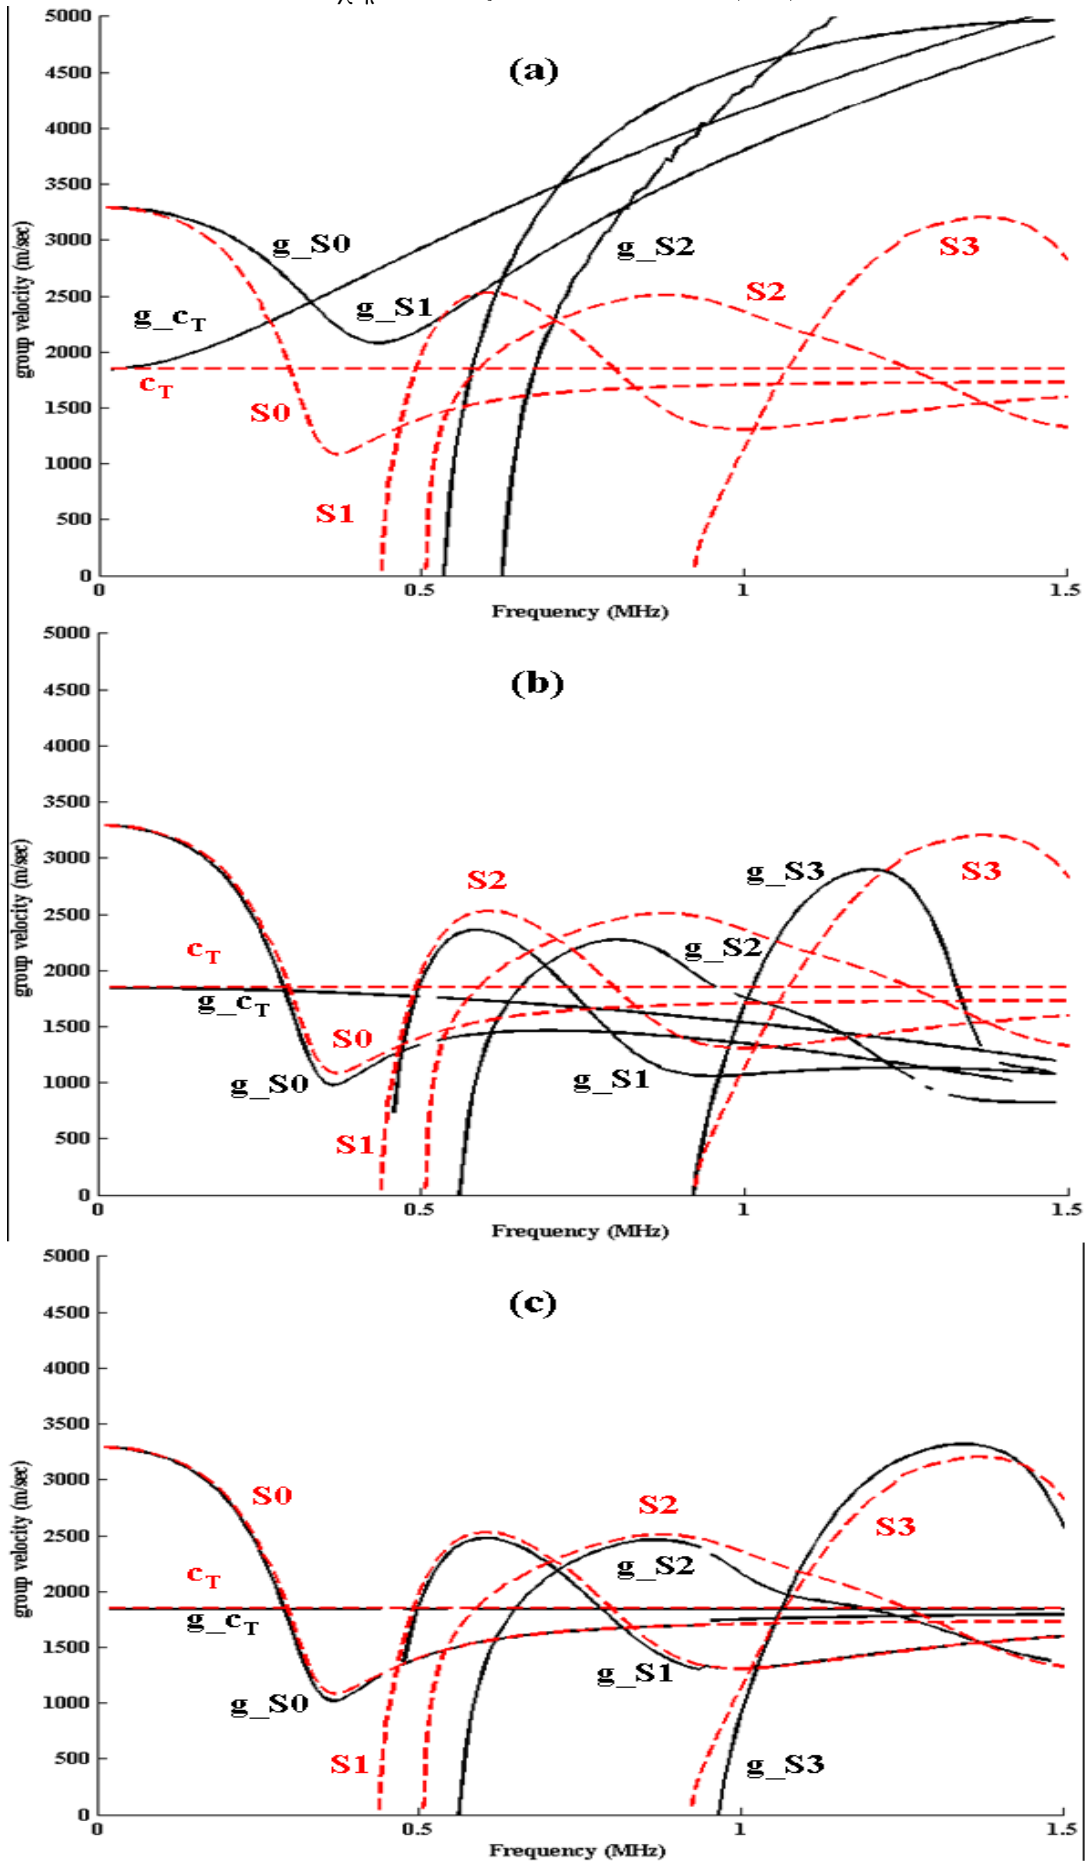 5000
(a)
4500
4000
3500
3000
2500
2000
1500
1000
500
0
group velocity (m/sec)
g_S0
g_S2
S3
g_S1
S2
g_cT
cT
S0
S1
0 0.5 1 1.5
Frequency (MHz)
5000
(b)
4500
4000
3500
3000
2500
2000
1500
1000
500
0
group velocity (m/sec)
S2
g_S3
S3
cT
g_S2
g_cT
S0
g_S0
g_S1
S1
0 0.5 1 1.5
Frequency (MHz)
5000
(c)
4500
4000
3500
3000
2500
2000
1500
1000
500
0
group velocity (m/sec)
S0
S2
S3
cT
g_S2
g_cT
g_S1
g_S0
S1
g_S3
0 0.5 1 1.5
Frequency (MHz)